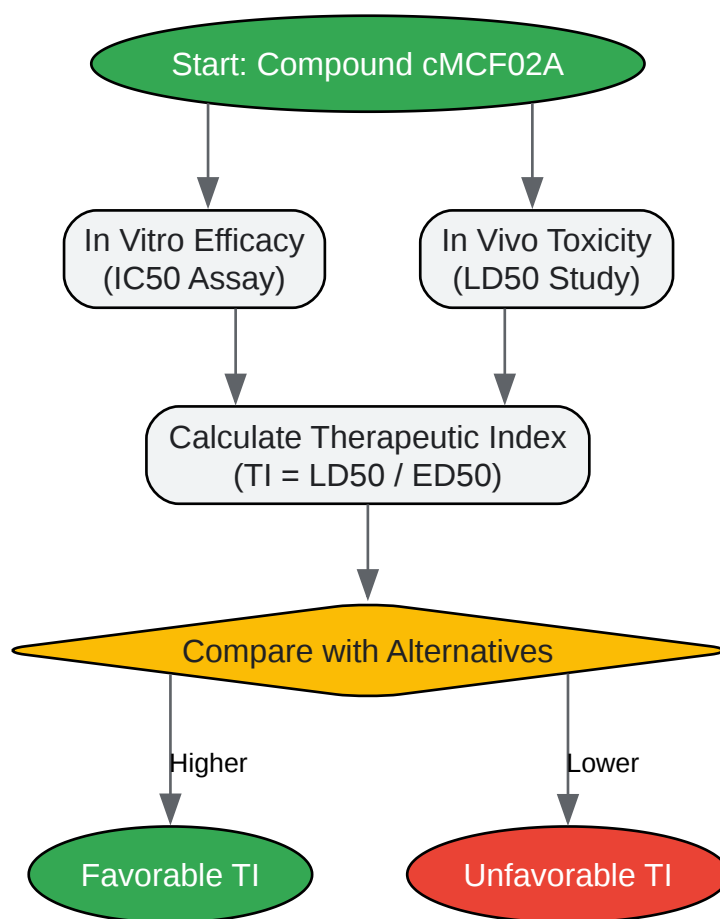 Start: Compound cMCF02A
In Vitro Efficacy
(IC50 Assay)
In Vivo Toxicity
(LD50 Study)
Calculate Therapeutic Index
(TI = LD50 / ED50)
Compare with Alternatives
Higher
Lower
Favorable TI
Unfavorable TI